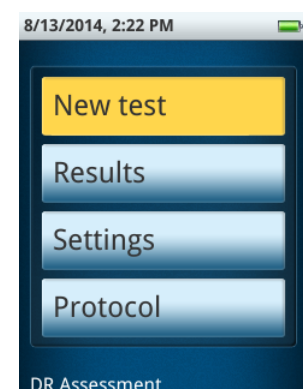 8/13/2014, 2:22 PM
New test
Results
Settings
Protocol
DR Assessment